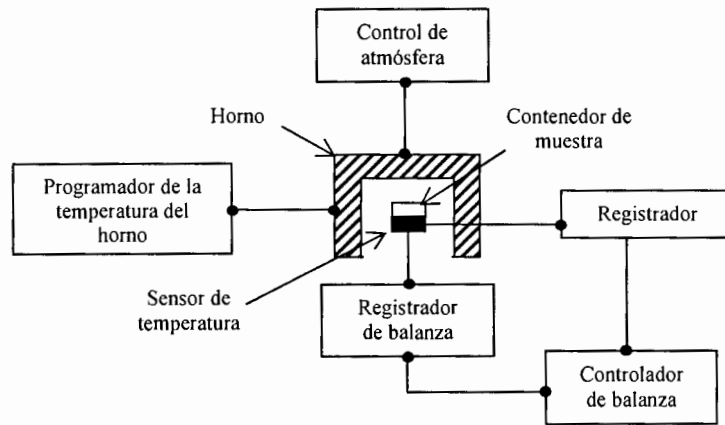 Control de
atmósfera
Horno
Contenedor de
muestra
Programador de la
temperatura del
horno
Registrador
Sensor de
temperatura
Registrador
de balanza
Controlador
de balanza